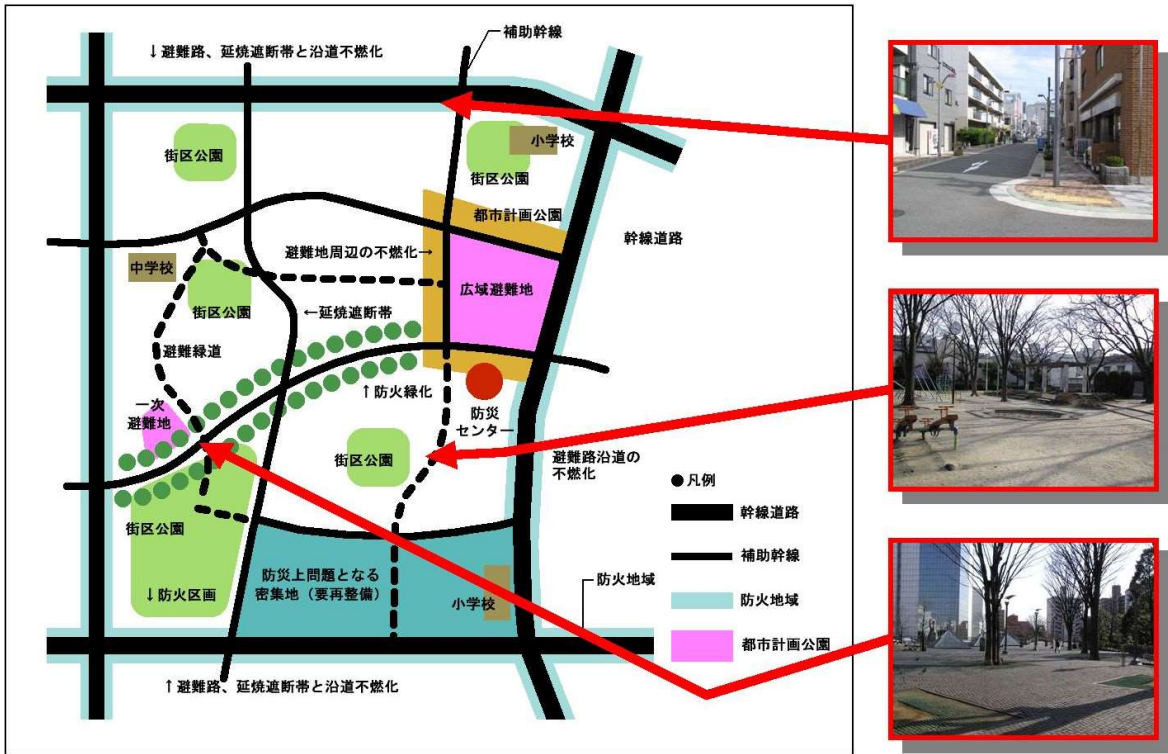 補助幹線
↓避難路、延焼遮断帯と沿道不燃化
小学校
街区公園
街区公園
都市計画公園
幹線道路
避難地周辺の不燃化→
中学校
広域避難地
街区公園
←延焼遮断帯
避難緑道
↑防火緑化
一次
避難地
防災
センター
街区公園
避難路沿道の
不燃化
●凡例
幹線道路
街区公園
補助幹線
防災上問題となる
密集地（要再整備）
防火地域
↓防火区画
小学校
防火地域
都市計画公園
↑避難路、延焼遮断帯と沿道不燃化